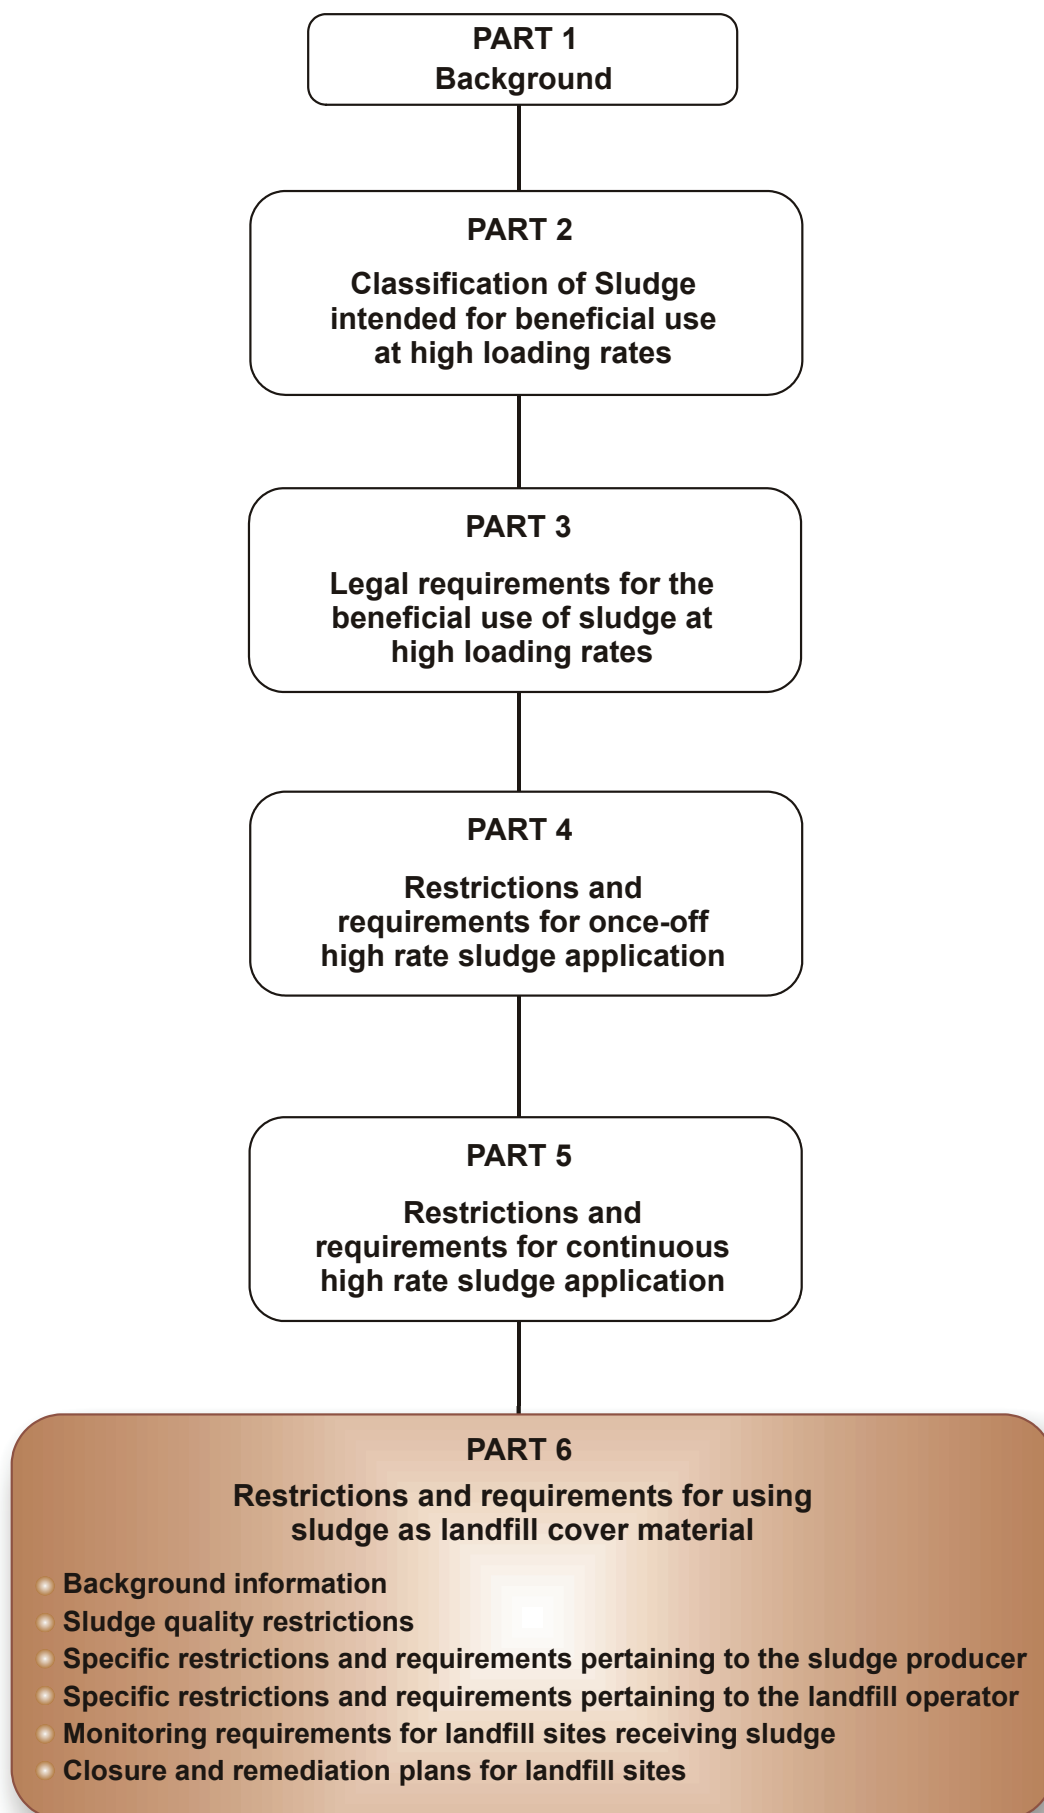 PART 1
Background
PART 2
Classification of Sludge
intended for beneficial use
at high loading rates
PART 3
Legal requirements for the
beneficial use of sludge at
high loading rates
PART 4
Restrictions and
requirements for once-off
high rate sludge application
PART 5
Restrictions and
requirements for continuous
high rate sludge application
PART 6
Restrictions and requirements for using
sludge as landfill cover material
Background information
Sludge quality restrictions
Specific restrictions and requirements pertaining to the sludge producer
Specific restrictions and requirements pertaining to the landfill operator
Monitoring requirements for landfill sites receiving sludge
Closure and remediation plans for landfill sites